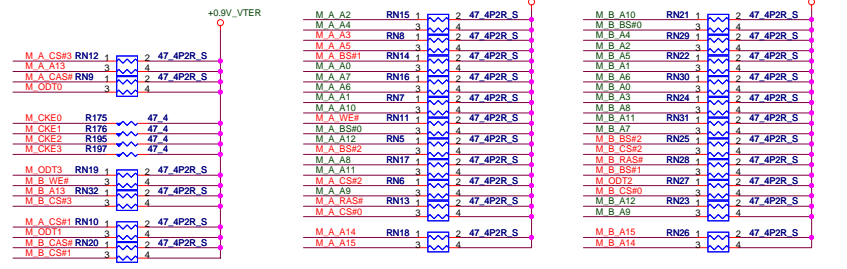 +0.9V_VTER
M_A_CS#3 RN12 1 2 47_4P2R_S
M_A_A13 3 4
M_A_CAS# RN9 1 2 47_4P2R_S
M_ODT0 3 4
M_CKE0 R175 47_4
M_CKE1 R176 47_4
M_CKE2 R195 47_4
M_CKE3 R197 47_4
M_ODT3 RN19 1 2 47_4P2R_S
M_B_WE# 3 4
M_B_A13 RN32 1 2 47_4P2R_S
M_B_CS#3 3 4
M_A_CS#1 RN10 1 2 47_4P2R_S
M_ODT1 3 4
M_B_CAS# RN20 1 2 47_4P2R_S
M_B_CS#1 3 4
M_A_A2 RN15 1 2 47_4P2R_S
M_A_A4 3 4
M_A_A3 RN8 1 2 47_4P2R_S
M_A_A5 3 4
M_A_BS#1 RN14 1 2 47_4P2R_S
M_A_A0 3 4
M_A_A7 RN16 1 2 47_4P2R_S
M_A_A6 3 4
M_A_A1 RN7 1 2 47_4P2R_S
M_A_A10 3 4
M_A_WE# RN11 1 2 47_4P2R_S
M_A_BS#0 3 4
M_A_A12 RN5 1 2 47_4P2R_S
M_A_BS#2 3 4
M_A_A8 RN17 1 2 47_4P2R_S
M_A_A11 3 4
M_A_CS#2 RN6 1 2 47_4P2R_S
M_A_A9 3 4
M_A_RAS# RN13 1 2 47_4P2R_S
M_A_CS#0 3 4
M_A_A14 RN18 1 2 47_4P2R_S
M_A_A15 3 4
M_B_A10 RN21 1 2 47_4P2R_S
M_B_BS#0 3 4
M_B_A4 RN29 1 2 47_4P2R_S
M_B_A2 3 4
M_B_A5 RN22 1 2 47_4P2R_S
M_B_A1 3 4
M_B_A6 RN30 1 2 47_4P2R_S
M_B_A0 3 4
M_B_A3 RN24 1 2 47_4P2R_S
M_B_A8 3 4
M_B_A11 RN31 1 2 47_4P2R_S
M_B_A7 3 4
M_B_BS#2 RN25 1 2 47_4P2R_S
M_B_CS#2 3 4
M_B_RAS# RN28 1 2 47_4P2R_S
M_B_BS#1 3 4
M_ODT2 RN27 1 2 47_4P2R_S
M_B_CS#0 3 4
M_B_A12 RN23 1 2 47_4P2R_S
M_B_A9 3 4
M_B_A15 RN26 1 2 47_4P2R_S
M_B_A14 3 4